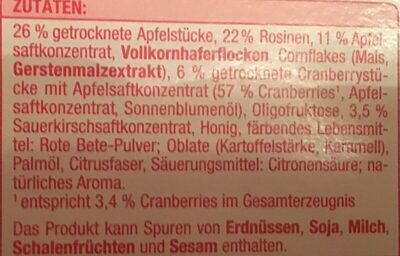 ZUTATEN:
26 % getrocknete Apfelstücke, 22 % Rosinen, 11 % Apfel-
saftkonzentrat, Vollkornhaferflocken, Cornflakes (Mais,
Gerstenmalzextrakt), 6 % getrocknete Cranberrystü-
cke mit Apfelsaftkonzentrat (57 % Cranberries¹, Apfel-
saftkonzentrat, Sonnenblumenöl), Oligofruktose, 3,5 %
Sauerkirschsaftkonzentrat, Honig, färbendes Lebensmit-
tel: Rote Bete-Pulver; Oblate (Kartoffelstärke, Karamell),
Palmöl, Citrusfaser, Säuerungsmittel: Citronensäure; na-
türliches Aroma.
¹ entspricht 3,4 % Cranberries im Gesamterzeugnis
Das Produkt kann Spuren von Erdnüssen, Soja, Milch,
Schalenfrüchten und Sesam enthalten.